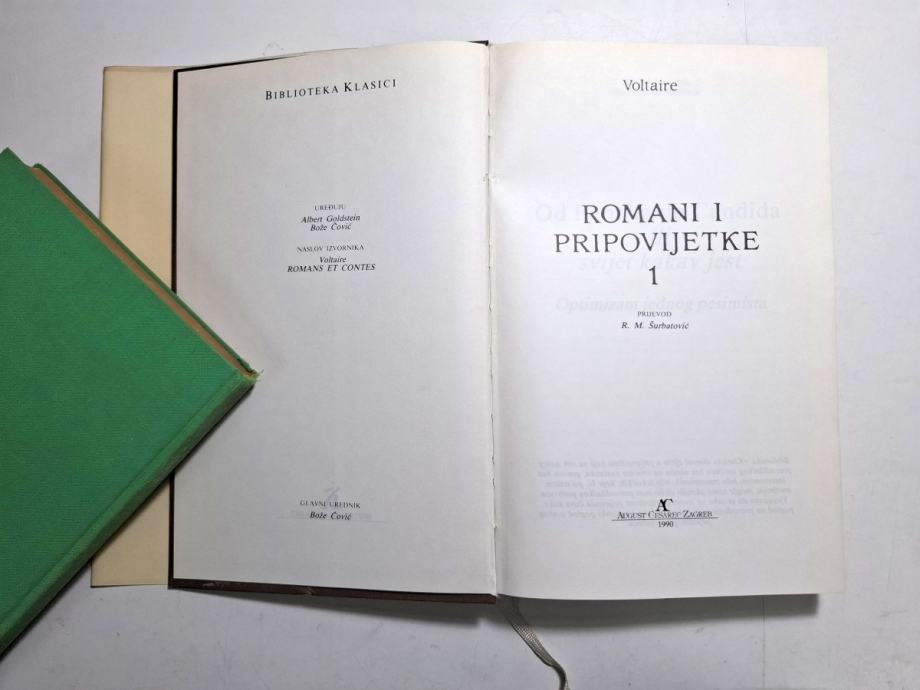 BIBLIOTEKA KLASICI
UREĐUJU
Albert Goldstein
Bože Čović
NASLOV IZVORNIKA
Voltaire
ROMANS ET CONTES
GLAVNI UREDNIK
Bože Čović
Voltaire
ROMANI I
PRIPOVIJETKE
1
PRIJEVOD
R. M. Šurbatović
AC
AUGUST CESAREC ZAGREB
1990